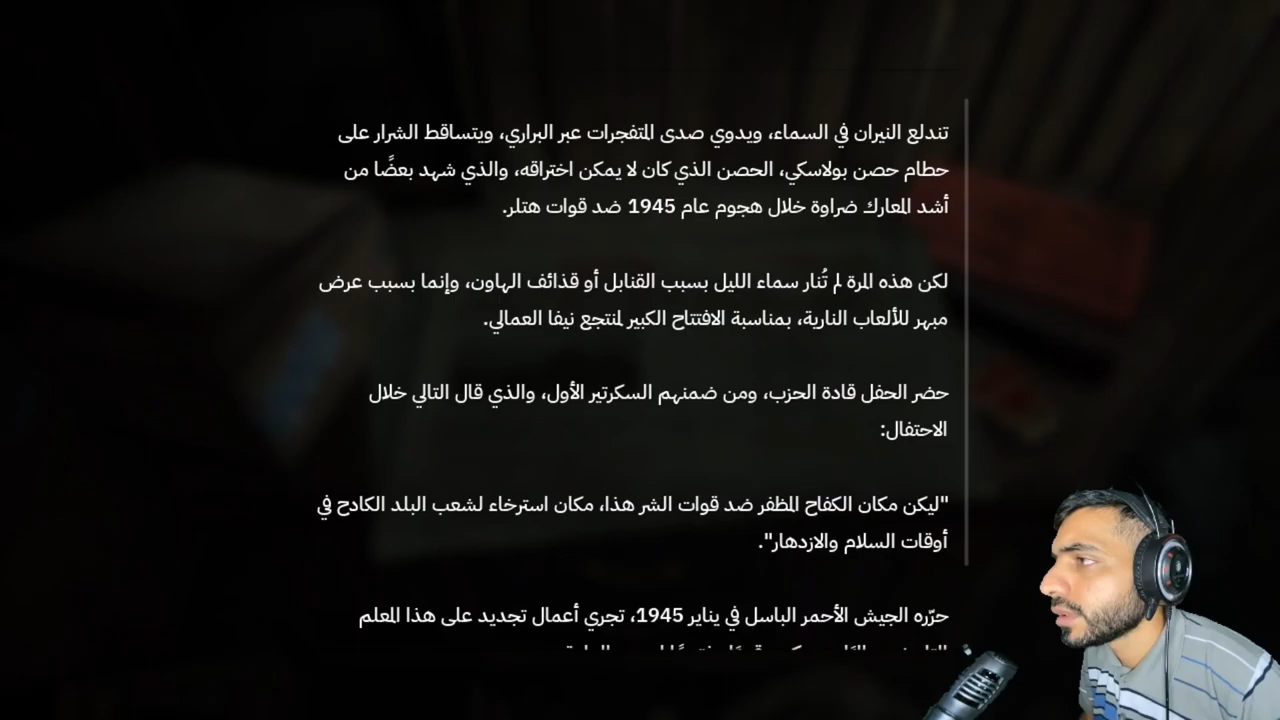 تندلع النيران في السماء، ويدوي صدى المتفجرات عبر البراري، ويتساقط الشرار على
حطام حصن بولاسكي، الحصن الذي كان لا يمكن اختراقه، والذي شهد بعضًا من
أشد المعارك ضراوة خلال هجوم عام 1945 ضد قوات هتلر.
لكن هذه المرة لم تُنار سماء الليل بسبب القنابل أو قذائف الهاون، وإنما بسبب عرض
مبهر للألعاب النارية، بمناسبة الافتتاح الكبير لمنتجع نيفا العمالي.
حضر الحفل قادة الحزب، ومن ضمنهم السكرتير الأول، والذي قال التالي خلال
الاحتفال:
"ليكن مكان الكفاح المظفر ضد قوات الشر هذا، مكان استرخاء لشعب البلد الكادح في
أوقات السلام والازدهار".
حرّره الجيش الأحمر الباسل في يناير 1945، تجري أعمال تجديد على هذا المعلم